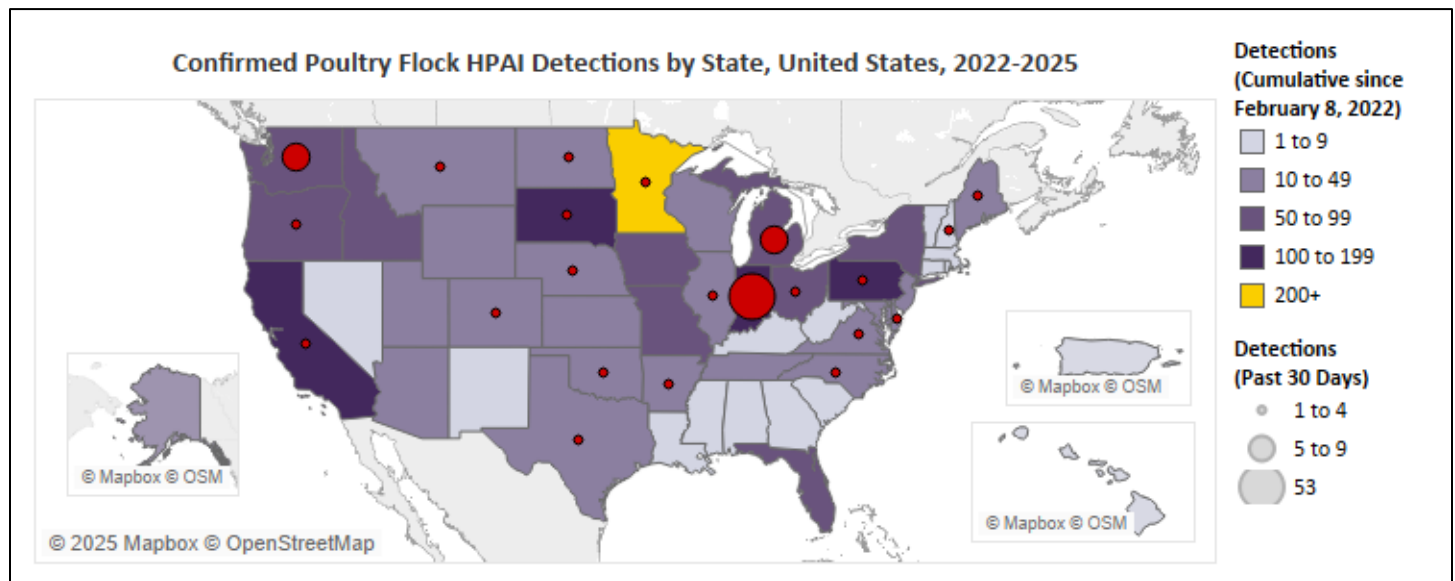 Confirmed Poultry Flock HPAI Detections by State, United States, 2022-2025
Detections
(Cumulative since
February 8, 2022)
1 to 9
10 to 49
50 to 99
100 to 199
200+
Detections
(Past 30 Days)
1 to 4
5 to 9
53
© Mapbox © OSM
© Mapbox © OSM
© Mapbox © OSM
© 2025 Mapbox © OpenStreetMap